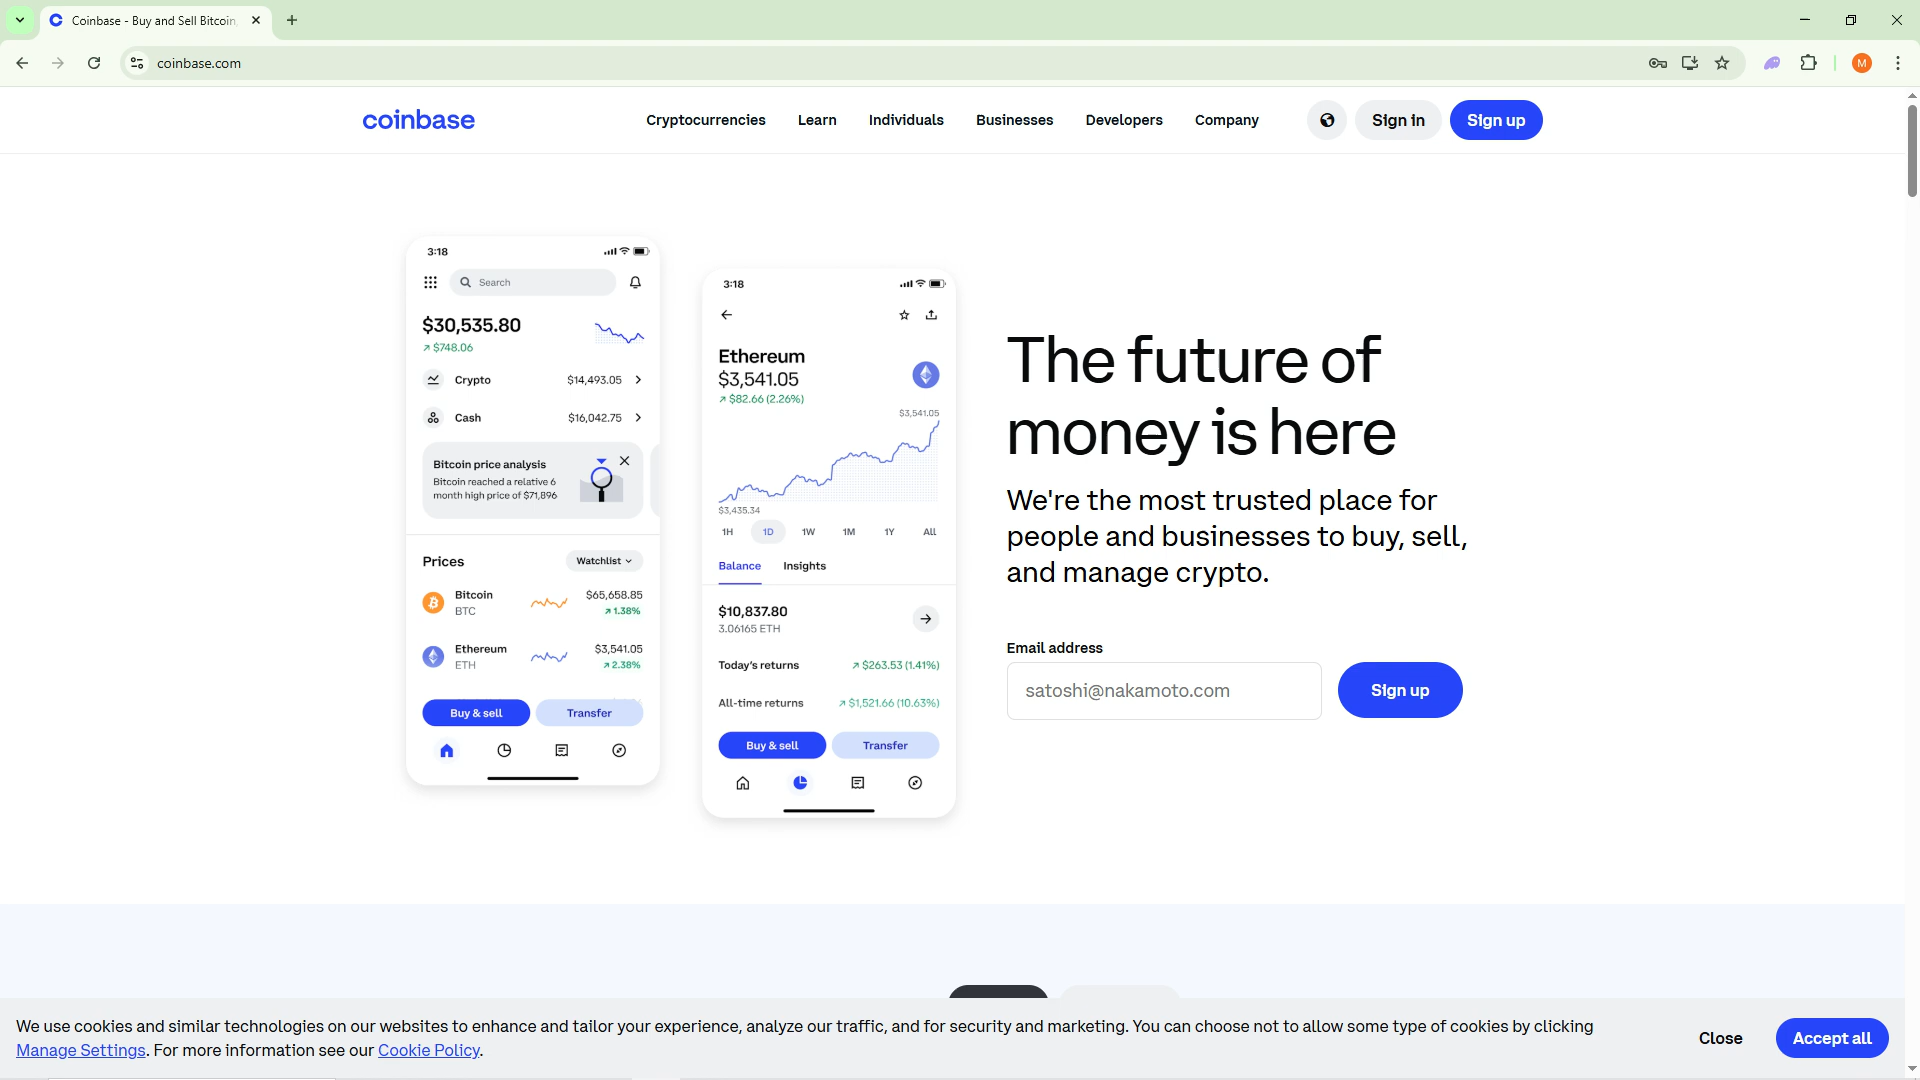 Coinbase - Buy and Sell Bitcoin,
coinbase.com
M
coinbase
Cryptocurrencies
Learn
Individuals
Businesses
Developers
Company
Sign in
Sign up
3:18
Search
$30,535.80
↗ $748.06
Crypto
$14,493.05
Cash
$16,042.75
Bitcoin price analysis
Bitcoin reached a relative 6
month high price of $71,896
Prices
Watchlist
Bitcoin
$65,658.85
BTC
↗ 1.38%
Ethereum
$3,541.05
ETH
↗ 2.38%
Buy & sell
Transfer
3:18
Ethereum
$3,541.05
↗ $82.66 (2.26%)
$3,541.05
$3,435.34
1H
1D
1W
1M
1Y
All
Balance
Insights
$10,837.80
3.06165 ETH
Today's returns
↗ $263.53 (1.41%)
All-time returns
↗ $1,521.66 (10.63%)
Buy & sell
Transfer
The future of
money is here
We're the most trusted place for
people and businesses to buy, sell,
and manage crypto.
Email address
satoshi@nakamoto.com
Sign up
We use cookies and similar technologies on our websites to enhance and tailor your experience, analyze our traffic, and for security and marketing. You can choose not to allow some type of cookies by clicking
Manage Settings. For more information see our Cookie Policy.
Close
Accept all